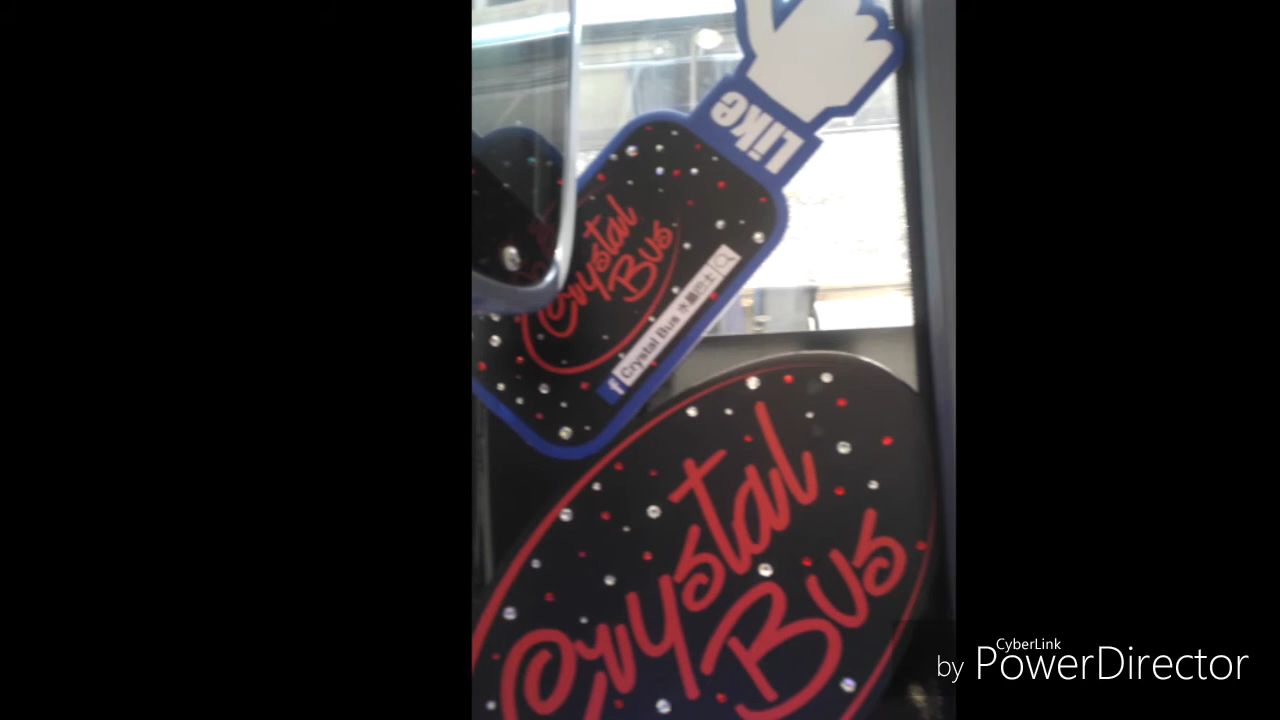 Like
Crystal
Bus
f Crystal Bus 水晶巴士
Crystal
Bus
CyberLink
by PowerDirector